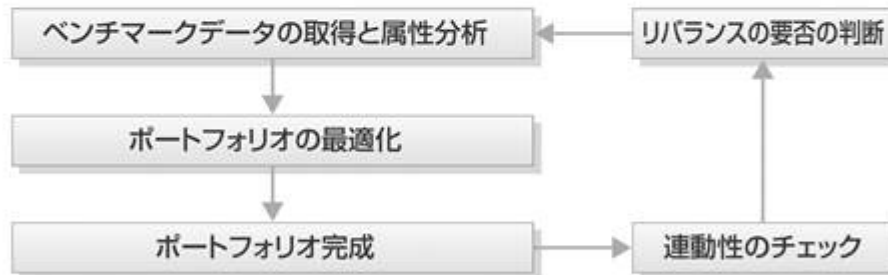 ベンチマークデータの取得と属性分析
リバランスの要否の判断
ポートフォリオの最適化
ポートフォリオ完成
連動性のチェック